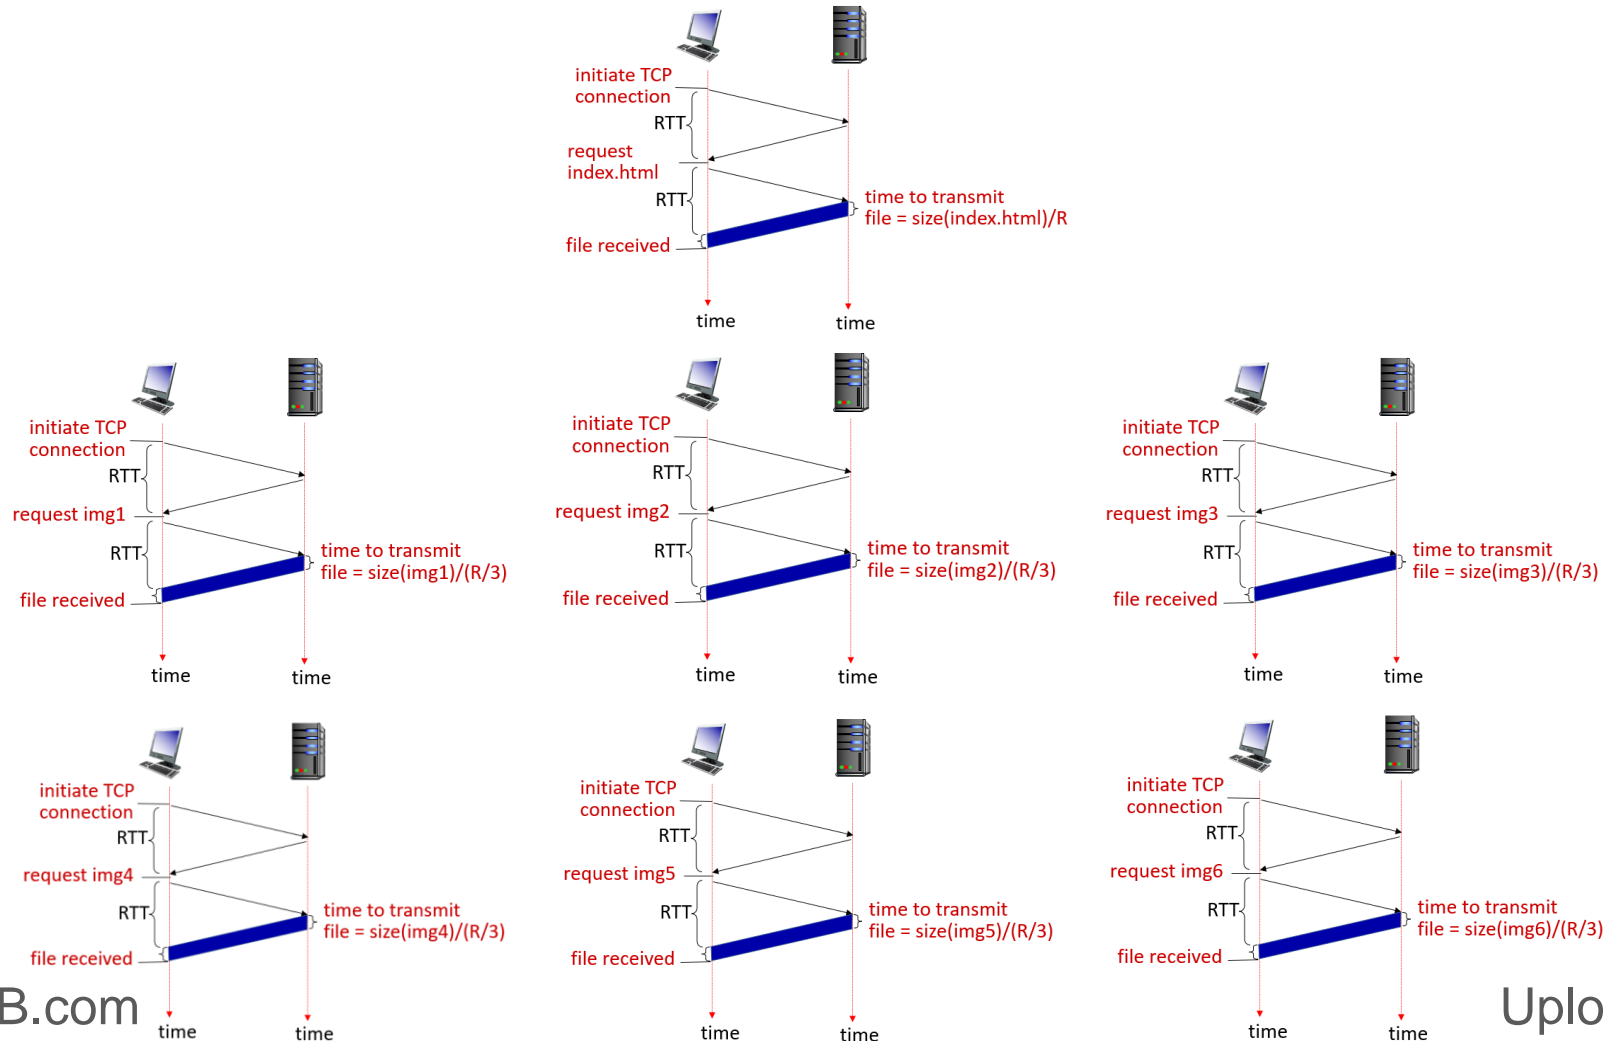 initiate TCP
connection
RTT
request
index.html
RTT
time to transmit
file = size(index.html)/R
file received
time
time
initiate TCP
connection
RTT
request img1
RTT
time to transmit
file = size(img1)/(R/3)
file received
time
time
initiate TCP
connection
RTT
request img2
RTT
time to transmit
file = size(img2)/(R/3)
file received
time
time
initiate TCP
connection
RTT
request img3
RTT
time to transmit
file = size(img3)/(R/3)
file received
time
time
initiate TCP
connection
RTT
request img4
RTT
time to transmit
file = size(img4)/(R/3)
file received
time
time
initiate TCP
connection
RTT
request img5
RTT
time to transmit
file = size(img5)/(R/3)
file received
time
time
initiate TCP
connection
RTT
request img6
RTT
time to transmit
file = size(img6)/(R/3)
file received
time
time
B.com
Uplo